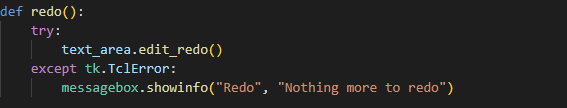 def redo():
    try:
        text_area.edit_redo()
    except tk.TclError:
        messagebox.showinfo("Redo", "Nothing more to redo")